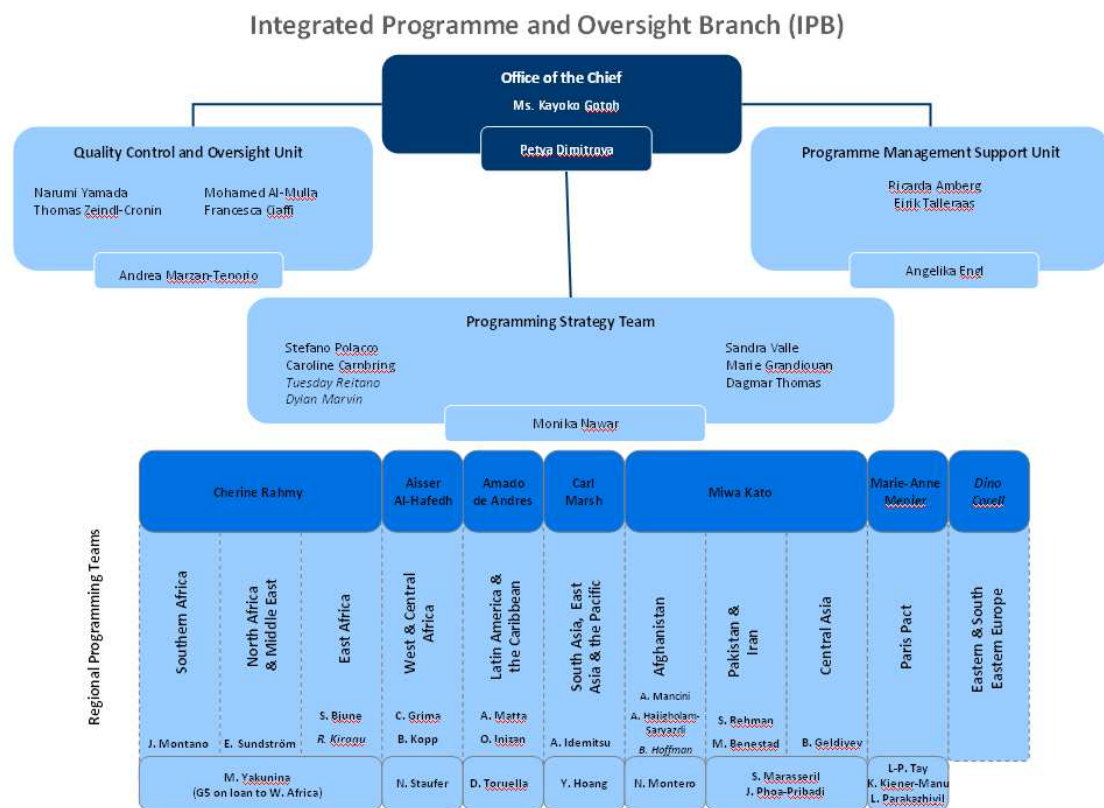 Integrated Programme and Oversight Branch (IPB)
Office of the Chief
Ms. Kayoko Gotoh
Petya Dimitrova
Quality Control and Oversight Unit
Narumi Yamada
Thomas Zeindl-Cronin
Mohamed Al-Mulla
Francesca Ciaffi
Andrea Marzan-Tenorio
Programme Management Support Unit
Ricarda Amberg
Eirik Talleraas
Angelika Engl
Programming Strategy Team
Stefano Polacco
Caroline Carnbring
Tuesday Reitano
Dylan Marvin
Sandra Valle
Marie Grandjouan
Dagmar Thomas
Monika Nawar
Regional Programming Teams
Cherine Rahmy
Aisser
Al-Hafedh
Amado
de Andres
Carl
Marsh
Miwa Kato
Marie-Anne
Menier
Dino
Corell
Southern Africa
North Africa
& Middle East
East Africa
West & Central
Africa
Latin America &
the Caribbean
South Asia, East
Asia & the Pacific
Afghanistan
Pakistan &
Iran
Central Asia
Paris Pact
Eastern & South
Eastern Europe
J. Montano
E. Sundström
S. Bjune
R. Kiragu
C. Grima
B. Kopp
A. Matta
O. Inizan
A. Idemitsu
A. Mancini
A. Hajjeholam-
Sarvazdi
B. Hoffman
S. Rehman
M. Benestad
B. Geldiyev
M. Yakunina
(G5 on loan to W. Africa)
N. Staufer
D. Toruella
Y. Hoang
N. Montero
S. Marasseril
J. Phoa-Pribadi
L-P. Tay
K. Kiener-Manu
L. Parakazhivil